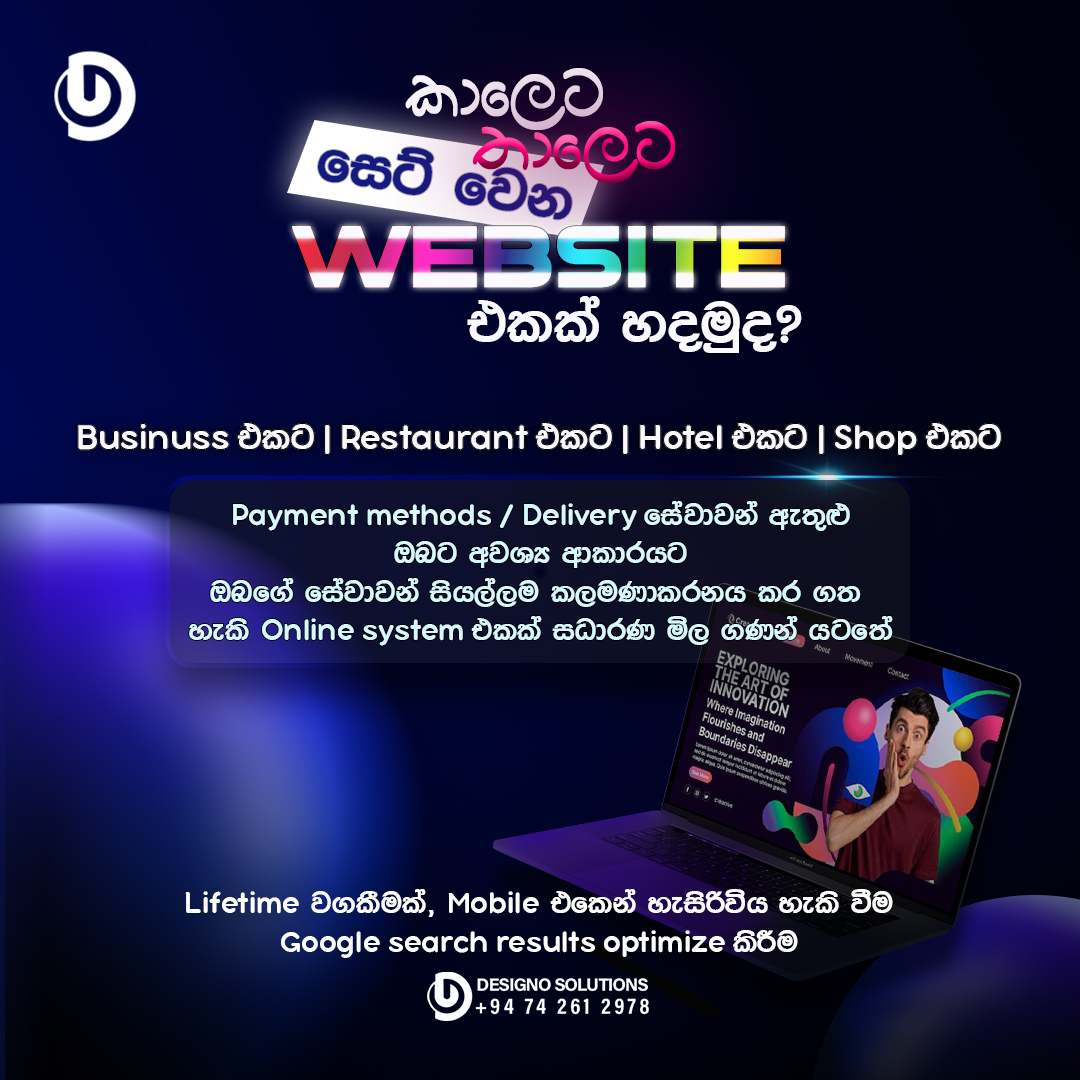 කාලෙට
තාලෙට
සෙට් වෙන
WEBSITE
එකක් හදමුද?
Businuss එකට | Restaurant එකට | Hotel එකට | Shop එකට
Payment methods / Delivery සේවාවන් ඇතුළු
ඔබට අවශ්‍ය ආකාරයට
ඔබගේ සේවාවන් සියල්ලම කලමණාකරනය කර ගත
හැකි Online system එකක් සධාරණ මිල ගණන් යටතේ
About Movement Contact
EXPLORING
THE ART OF
INNOVATION
Where Imagination
Flourishes and
Boundaries Disappear
See More
Creative
Lifetime වගකීමක්, Mobile එකෙන් හැසිරිවිය හැකි වීම
Google search results optimize කිරීම
DESIGNO SOLUTIONS
+94 74 261 2978